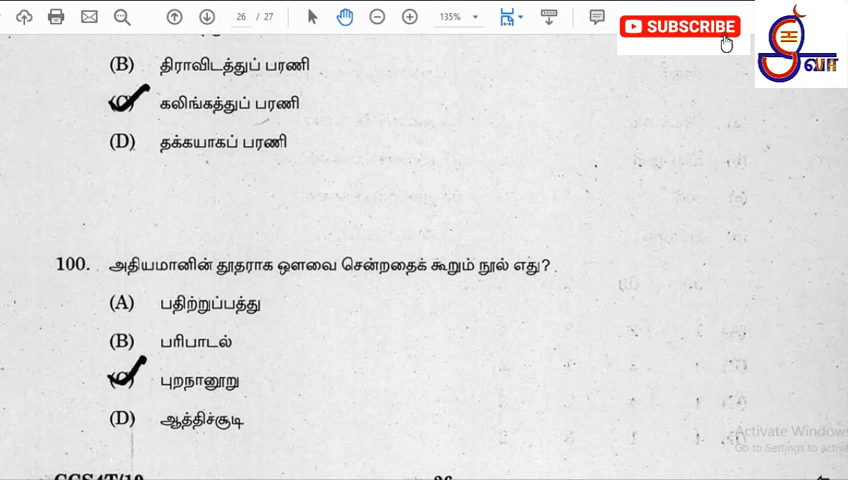 26 / 27
135%
SUBSCRIBE
வா
(B) திராவிடத்துப் பரணி
(C) கலிங்கத்துப் பரணி
(D) தக்கயாகப் பரணி
100. அதியமானின் தூதராக ஔவை சென்றதைக் கூறும் நூல் எது?
(A) பதிற்றுப்பத்து
(B) பரிபாடல்
(C) புறநானூறு
(D) ஆத்திச்சூடி
Activate Windows
Go to Settings to activ